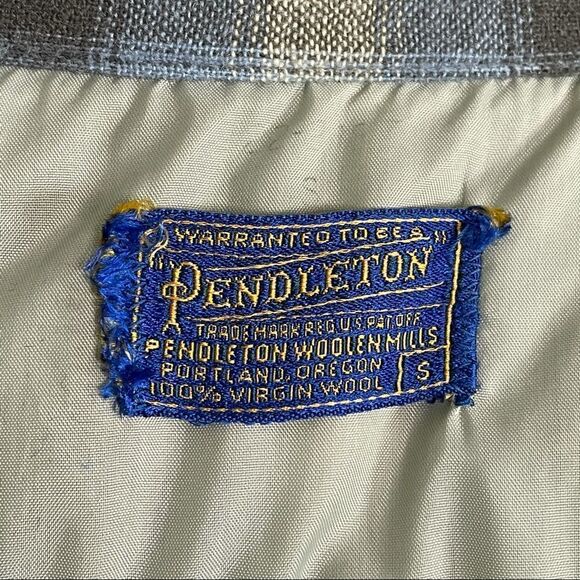 WARRANTED TO BE A
"PENDLETON"
TRADE MARK REG. U.S. PAT. OFF.
PENDLETON WOOLEN MILLS
PORTLAND, OREGON
100% VIRGIN WOOL
S